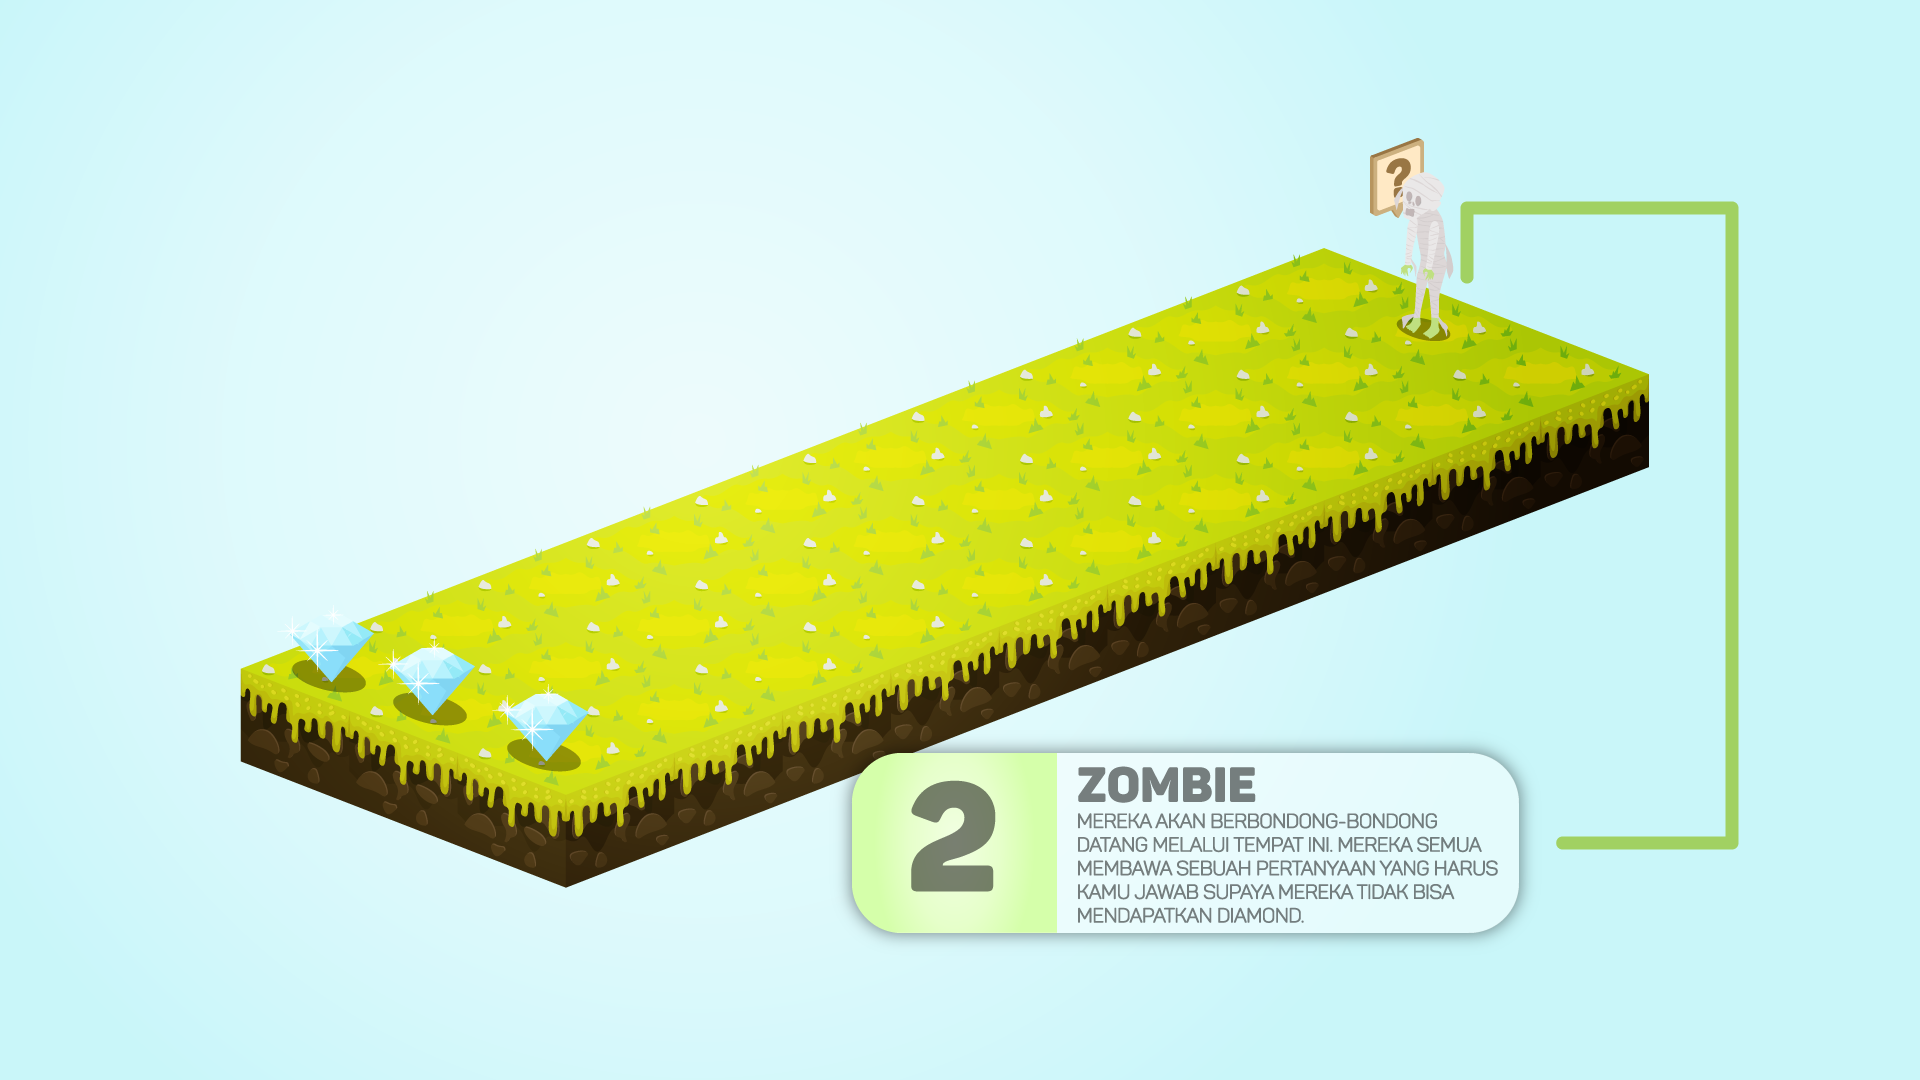 ?
2
ZOMBIE
MEREKA AKAN BERBONDONG-BONDONG
DATANG MELALUI TEMPAT INI. MEREKA SEMUA
MEMBAWA SEBUAH PERTANYAAN YANG HARUS
KAMU JAWAB SUPAYA MEREKA TIDAK BISA
MENDAPATKAN DIAMOND.